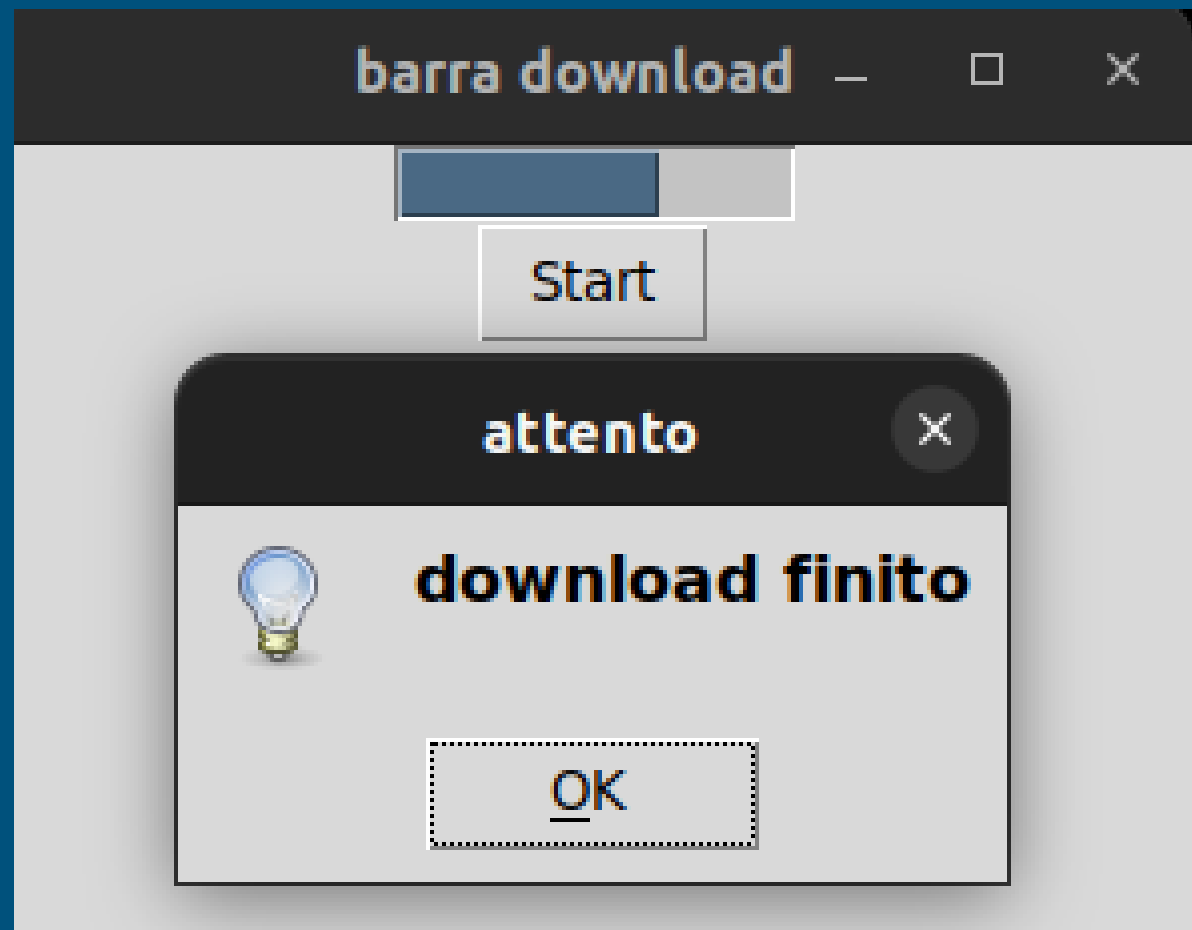 barra download
Start
attento
download finito
OK